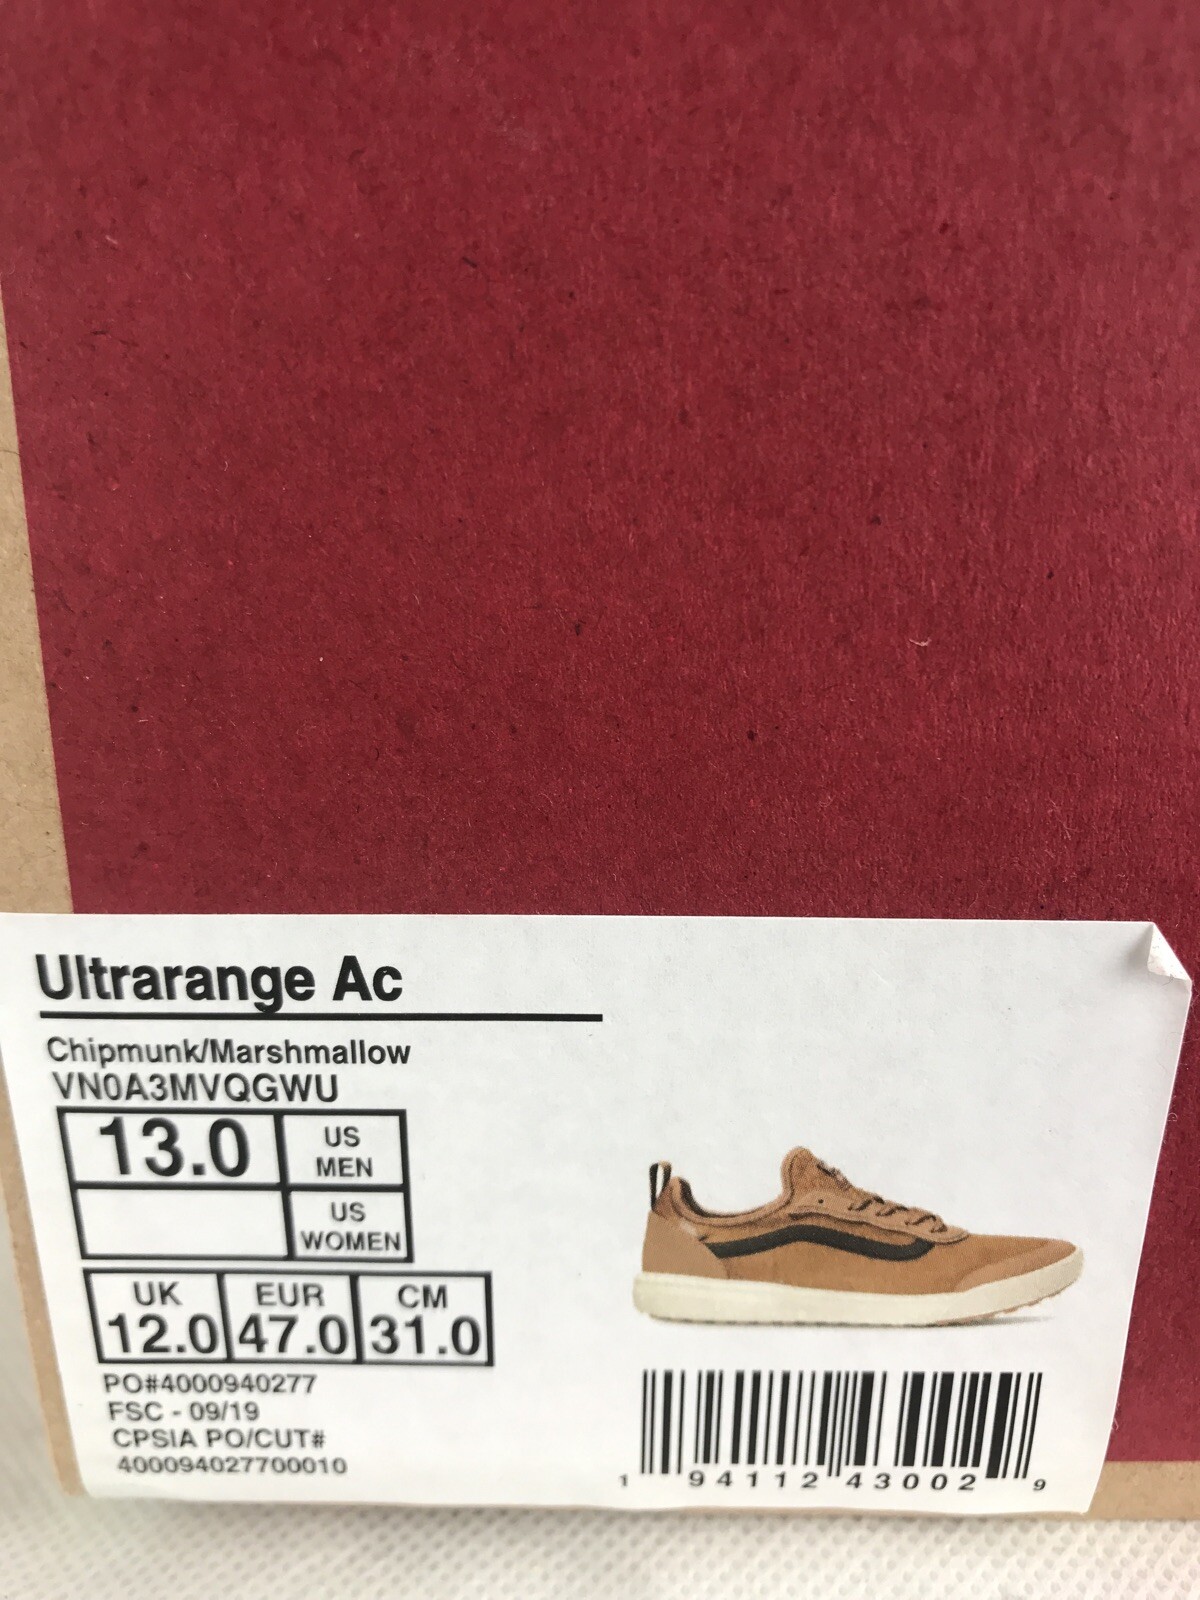 Ultrarange Ac
Chipmunk/Marshmallow
VN0A3MVQGWU
13.0 US MEN
US WOMEN
UK EUR CM
12.0 47.0 31.0
PO#4000940277
FSC - 09/19
CPSIA PO/CUT#
400094027700010
1 94112 43002 9